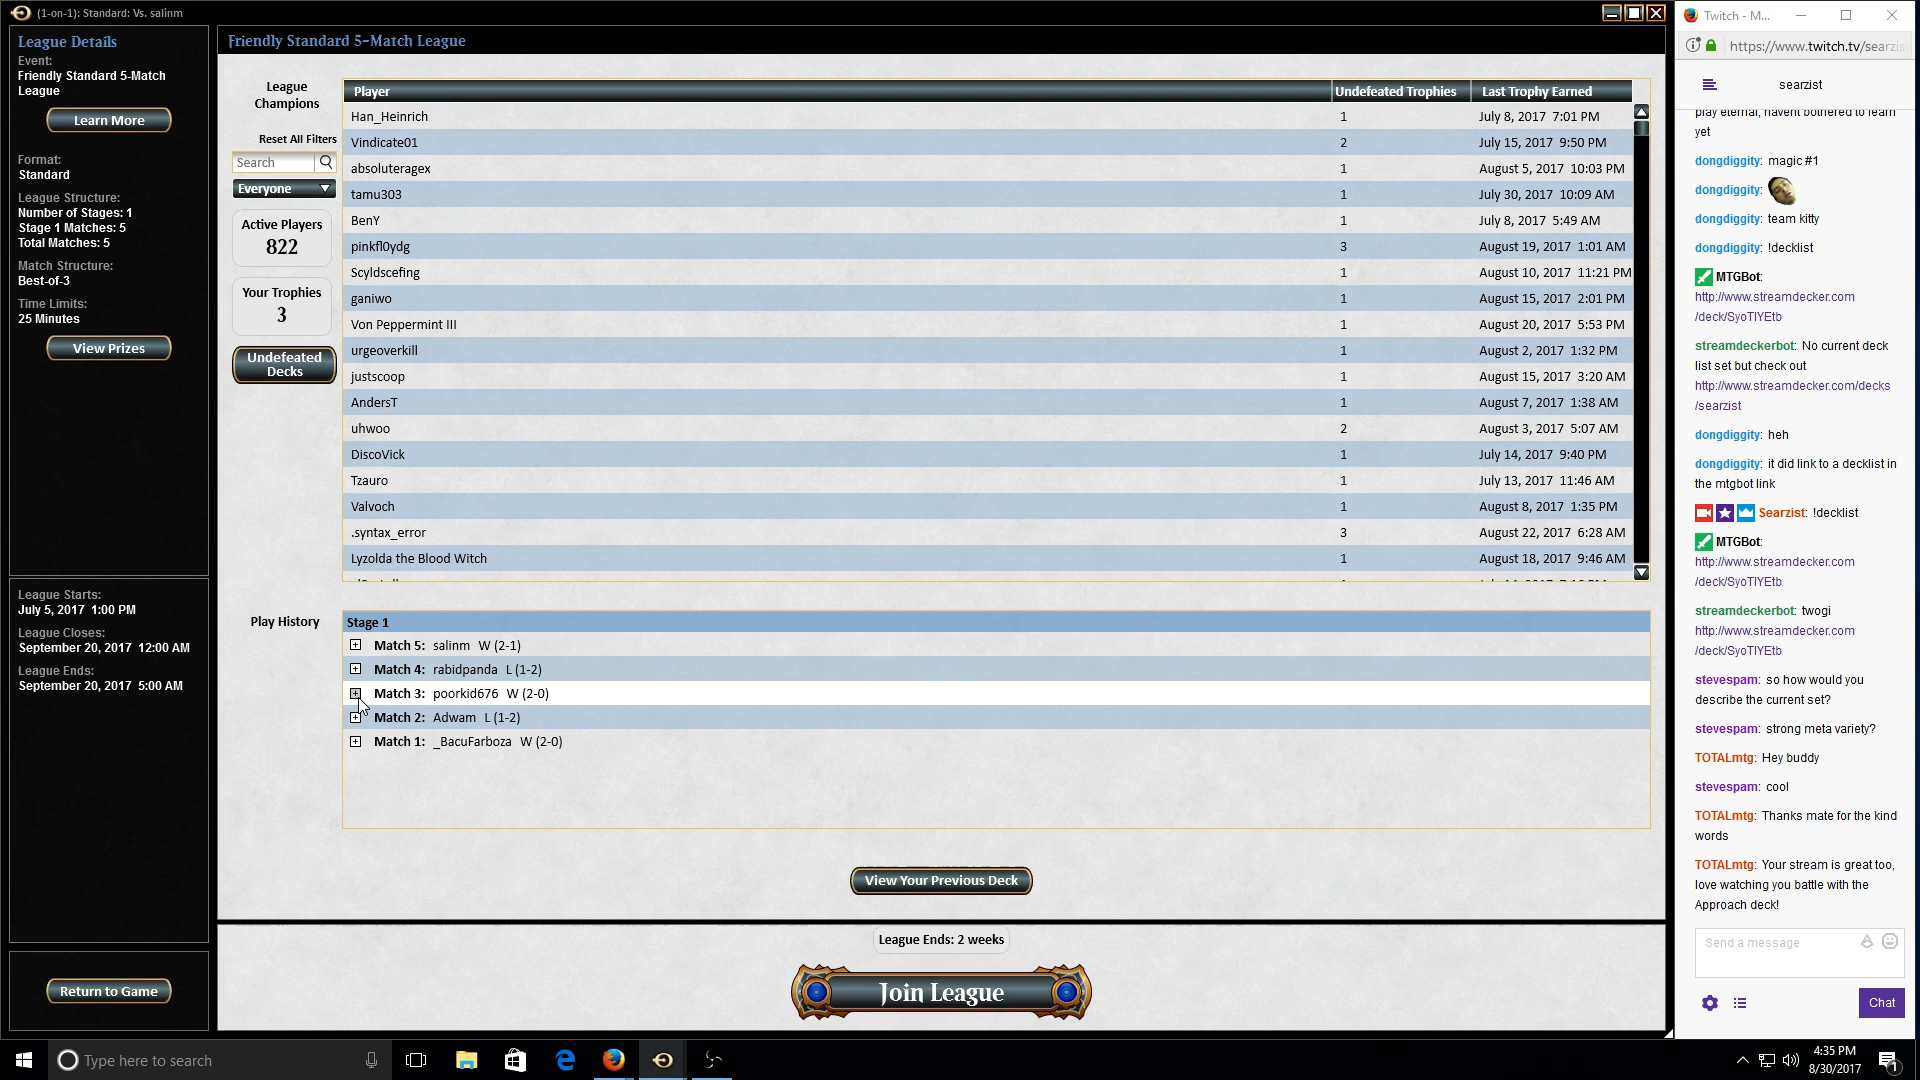 (1-on-1): Standard: Vs. salinm
League Details
Event:
Friendly Standard 5-Match
League
Learn More
Format:
Standard
League Structure:
Number of Stages: 1
Stage 1 Matches: 5
Total Matches: 5
Match Structure:
Best-of-3
Time Limits:
25 Minutes
View Prizes
League Starts:
July 5, 2017 1:00 PM
League Closes:
September 20, 2017 12:00 AM
League Ends:
September 20, 2017 5:00 AM
Return to Game
Friendly Standard 5-Match League
League
Champions
Reset All Filters
Search
Everyone
Active Players
822
Your Trophies
3
Undefeated
Decks
Player Undefeated Trophies Last Trophy Earned
Han_Heinrich 1 July 8, 2017 7:01 PM
Vindicate01 2 July 15, 2017 9:50 PM
absoluteragex 1 August 5, 2017 10:03 PM
tamu303 1 July 30, 2017 10:09 AM
BenY 1 July 8, 2017 5:49 AM
pinkfl0ydg 3 August 19, 2017 1:01 AM
Scyldscefing 1 August 10, 2017 11:21 PM
ganiwo 1 August 15, 2017 2:01 PM
Von Peppermint III 1 August 20, 2017 5:53 PM
urgeoverkill 1 August 2, 2017 1:32 PM
justscoop 1 August 15, 2017 3:20 AM
AndersT 1 August 7, 2017 1:38 AM
uhwoo 2 August 3, 2017 5:07 AM
DiscoVick 1 July 14, 2017 9:40 PM
Tzauro 1 July 13, 2017 11:46 AM
Valvoch 1 August 8, 2017 1:35 PM
.syntax_error 3 August 22, 2017 6:28 AM
Lyzolda the Blood Witch 1 August 18, 2017 9:46 AM
Play History
Stage 1
Match 5: salinm W (2-1)
Match 4: rabidpanda L (1-2)
Match 3: poorkid676 W (2-0)
Match 2: Adwam L (1-2)
Match 1: _BacuFarboza W (2-0)
View Your Previous Deck
League Ends: 2 weeks
Join League
Twitch - M...
https://www.twitch.tv/searzis
searzist
play eternal, havent bothered to learn
yet
dongdiggity: magic #1
dongdiggity:
dongdiggity: team kitty
dongdiggity: !decklist
MTGBot:
http://www.streamdecker.com
/deck/SyoTlYEtb
streamdeckerbot: No current deck
list set but check out
http://www.streamdecker.com/decks
/searzist
dongdiggity: heh
dongdiggity: it did link to a decklist in
the mtgbot link
Searzist: !decklist
MTGBot:
http://www.streamdecker.com
/deck/SyoTlYEtb
streamdeckerbot: twogi
http://www.streamdecker.com
/deck/SyoTlYEtb
stevespam: so how would you
describe the current set?
stevespam: strong meta variety?
TOTALmtg: Hey buddy
stevespam: cool
TOTALmtg: Thanks mate for the kind
words
TOTALmtg: Your stream is great too,
love watching you battle with the
Approach deck!
Send a message
Chat
Type here to search
4:35 PM
8/30/2017
1